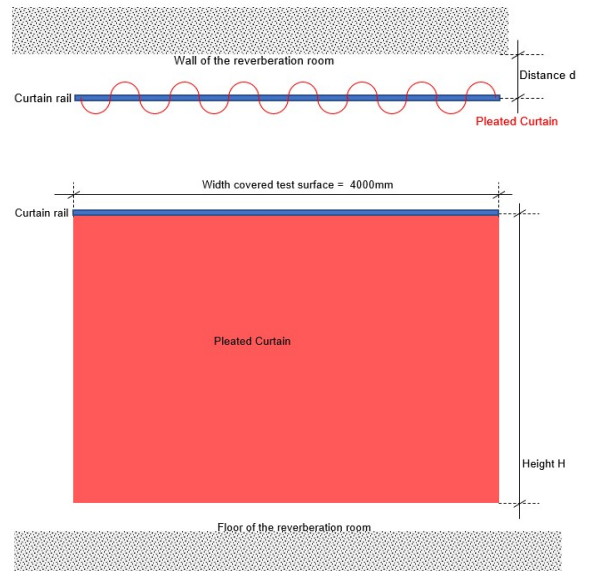 Wall of the reverberation room
Distance d
Curtain rail
Pleated Curtain
Width covered test surface = 4000mm
Curtain rail
Pleated Curtain
Height H
Floor of the reverberation room